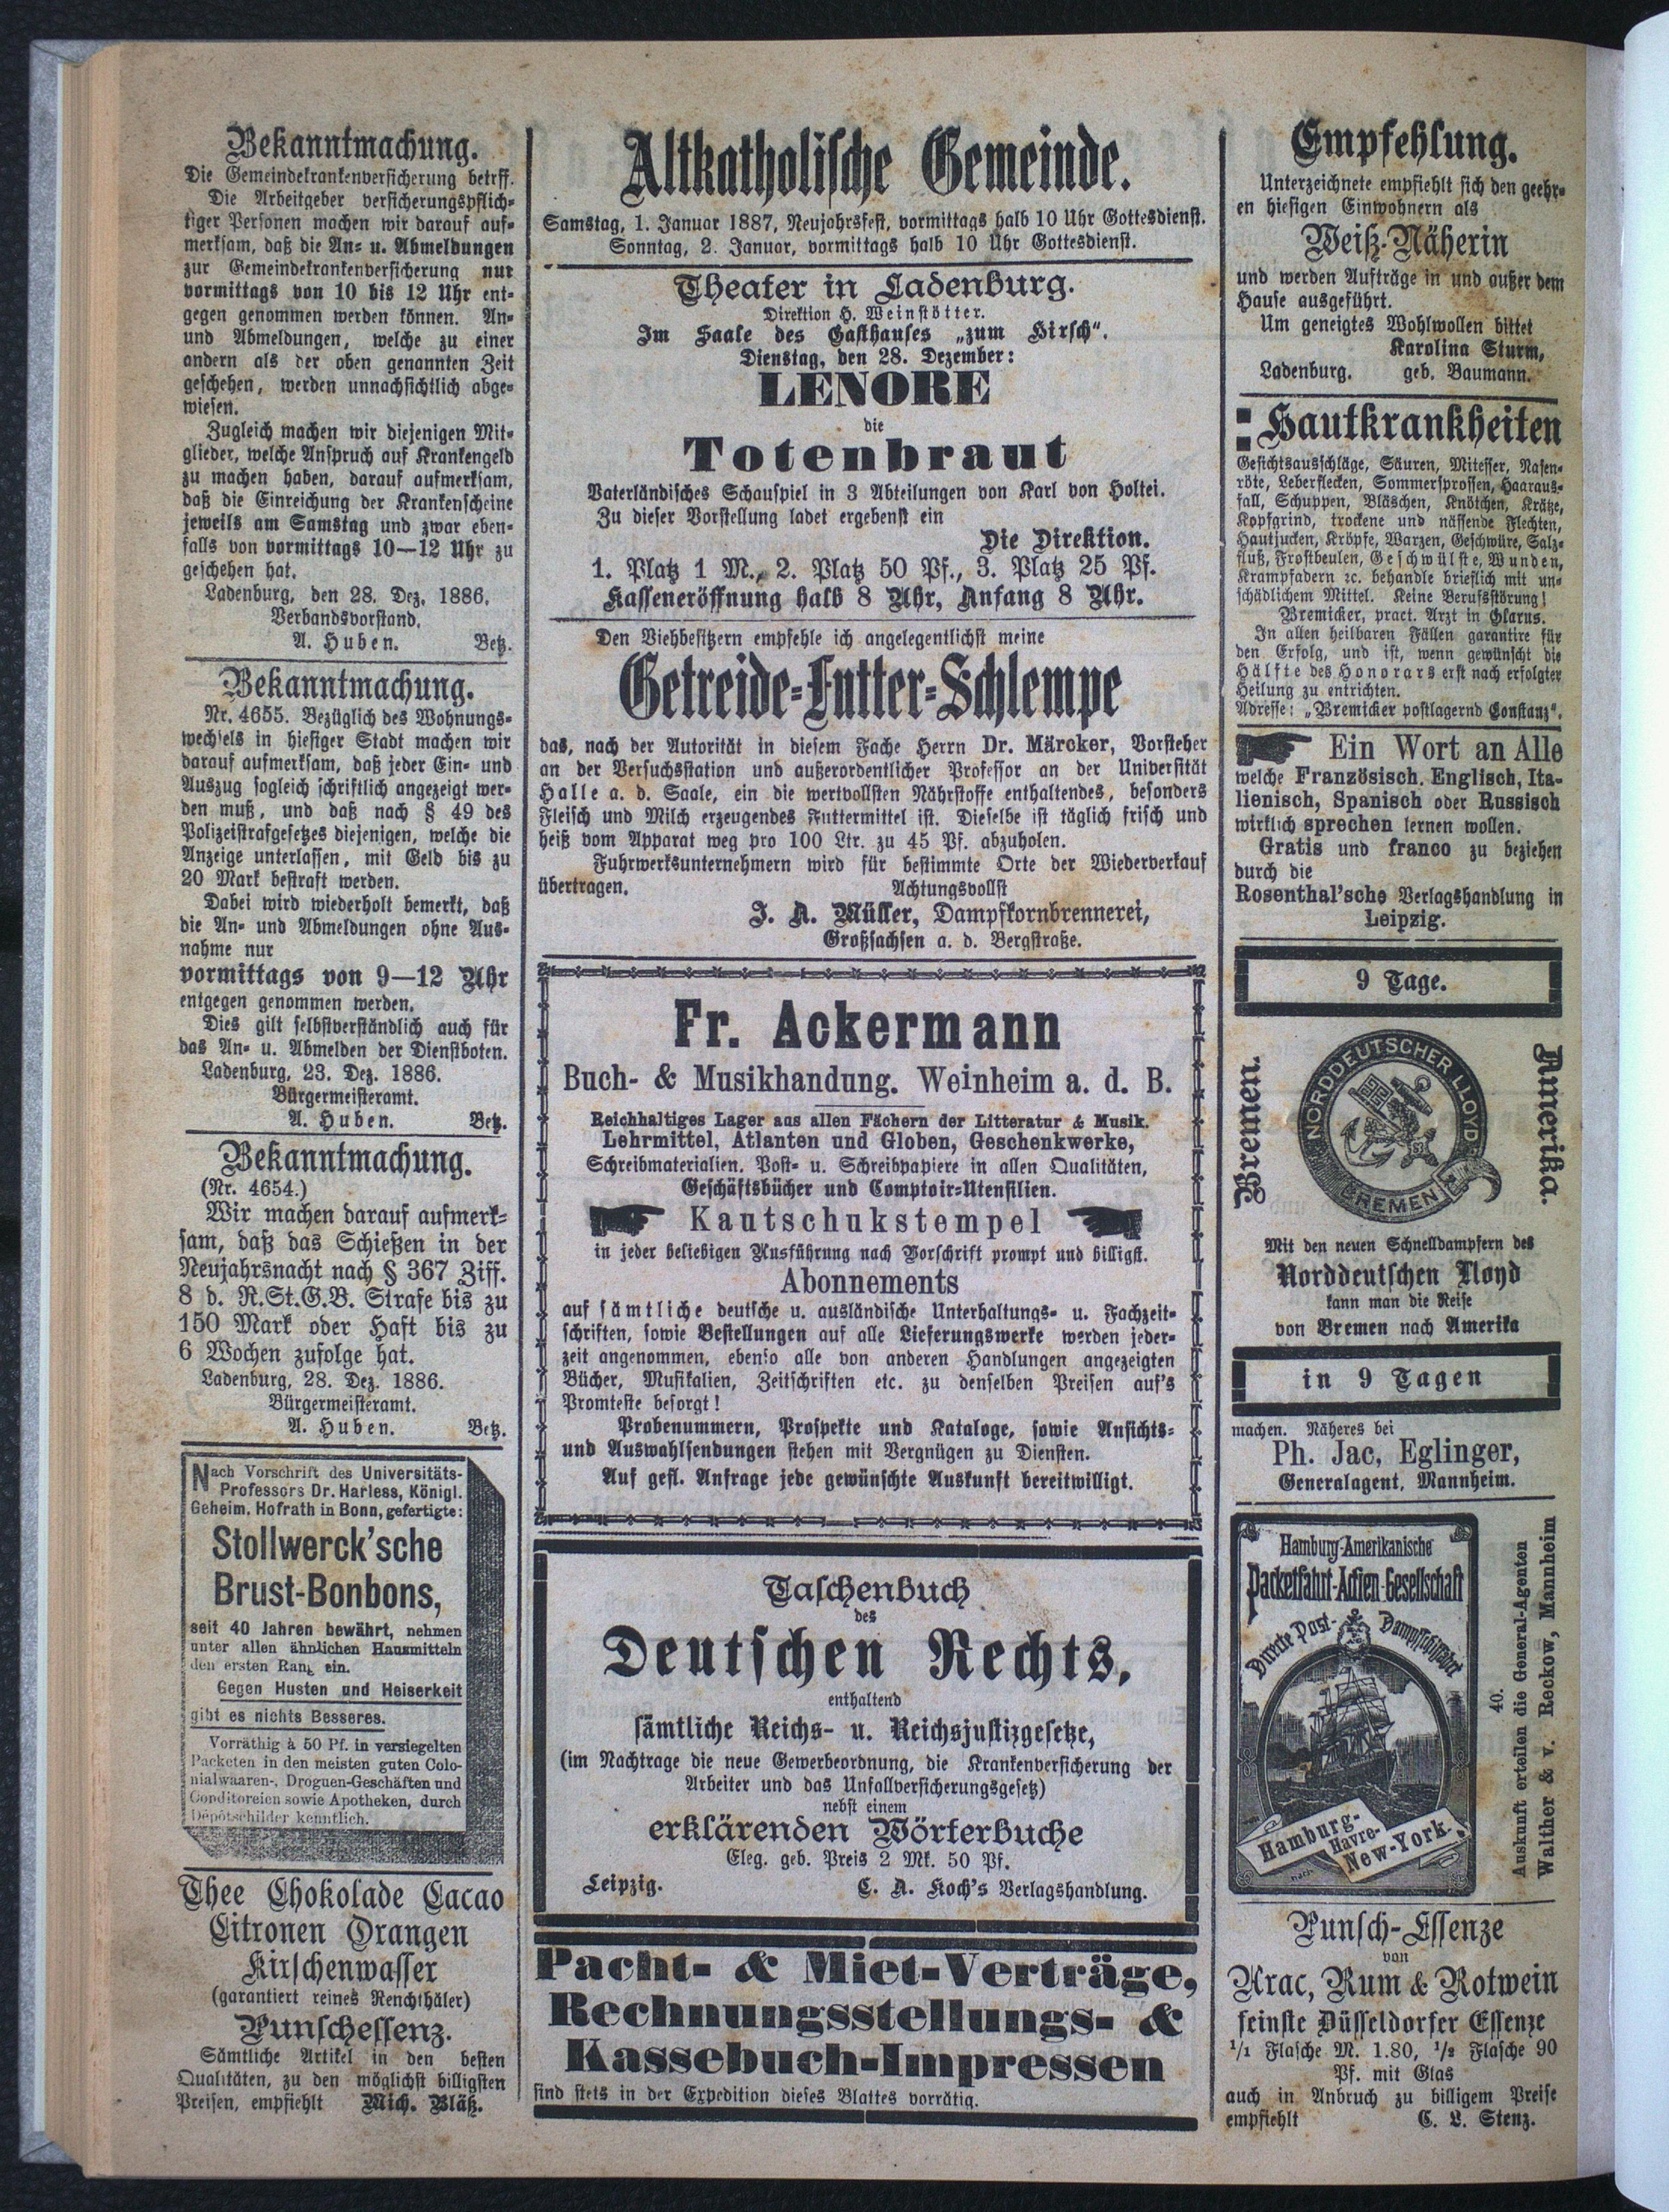 Bekanntmachung.
Die Gemeindekrankenversicherung betrff.
Die Arbeitgeber versicherungspflich-
tiger Personen machen wir darauf auf-
merksam, daß die An- u. Abmeldungen
zur Gemeindekrankenversicherung nur
vormittags von 10 bis 12 Uhr ent-
gegen genommen werden können. An-
und Abmeldungen, welche zu einer
andern als der oben genannten Zeit
geschehen, werden unnachsichtlich abge-
wiesen.
Zugleich machen wir diejenigen Mit-
glieder, welche Anspruch auf Krankengeld
zu machen haben, darauf aufmerksam,
daß die Einreichung der Krankenscheine
jeweils am Samstag und zwar eben-
falls von vormittags 10—12 Uhr zu
geschehen hat.
Ladenburg, den 28. Dez. 1886.
Verbandsvorstand.
A. Huben. Betz.
Bekanntmachung.
Nr. 4655. Bezüglich des Wohnungs-
wechsels in hiesiger Stadt machen wir
darauf aufmerksam, daß jeder Ein- und
Auszug sogleich schriftlich angezeigt wer-
den muß, und daß nach § 49 des
Polizeistrafgesetzes diejenigen, welche die
Anzeige unterlassen, mit Geld bis zu
20 Mark bestraft werden.
Dabei wird wiederholt bemerkt, daß
die An- und Abmeldungen ohne Aus-
nahme nur
vormittags von 9—12 Uhr
entgegen genommen werden.
Dies gilt selbstverständlich auch für
das An- u. Abmelden der Dienstboten.
Ladenburg, 23. Dez. 1886.
Bürgermeisteramt.
A. Huben. Betz.
Bekanntmachung.
(Nr. 4654.)
Wir machen darauf aufmerk-
sam, daß das Schießen in der
Neujahrsnacht nach § 367 Ziff.
8 d. R.St.G.B. Strafe bis zu
150 Mark oder Haft bis zu
6 Wochen zufolge hat.
Ladenburg, 28. Dez. 1886.
Bürgermeisteramt.
A. Huben. Betz.
Nach Vorschrift des Universitäts-
Professors Dr. Harless, Königl.
Geheim. Hofrath in Bonn, gefertigte:
Stollwerck'sche
Brust-Bonbons,
seit 40 Jahren bewährt, nehmen
unter allen ähnlichen Hausmitteln
den ersten Rang ein.
Gegen Husten und Heiserkeit
gibt es nichts Besseres.
Vorräthig à 50 Pf. in versiegelten
Packeten in den meisten guten Colo-
nialwaaren-, Droguen-Geschäften und
Conditoreien sowie Apotheken, durch
Dépôtschilder kenntlich.
Thee Chokolade Cacao
Citronen Orangen
Kirschenwasser
(garantiert reines Renchthäler)
Punschessenz.
Sämtliche Artikel in den besten
Qualitäten, zu den möglichst billigsten
Preisen, empfiehlt Mich. Bläß.
Altkatholische Gemeinde.
Samstag, 1. Januar 1887, Neujahrsfest, vormittags halb 10 Uhr Gottesdienst.
Sonntag, 2. Januar, vormittags halb 10 Uhr Gottesdienst.
Theater in Ladenburg.
Direktion H. Weinstötter.
Im Saale des Gasthauses „zum Hirsch“.
Dienstag, den 28. Dezember:
LENORE
die
Totenbraut
Vaterländisches Schauspiel in 3 Abteilungen von Karl von Holtei.
Zu dieser Vorstellung ladet ergebenst ein
Die Direktion.
1. Platz 1 M., 2. Platz 50 Pf., 3. Platz 25 Pf.
Kasseneröffnung halb 8 Uhr, Anfang 8 Uhr.
Den Viehbesitzern empfehle ich angelegentlichst meine
Getreide-Futter-Schlempe
das, nach der Autorität in diesem Fache Herrn Dr. Märcker, Vorsteher
an der Versuchsstation und außerordentlicher Professor an der Universität
Halle a. d. Saale, ein die wertvollsten Nährstoffe enthaltendes, besonders
Fleisch und Milch erzeugendes Futtermittel ist. Dieselbe ist täglich frisch und
heiß vom Apparat weg pro 100 Ltr. zu 45 Pf. abzuholen.
Fuhrwerksunternehmern wird für bestimmte Orte der Wiederverkauf
übertragen. Achtungsvollst
J. A. Müller, Dampfkornbrennerei,
Großsachsen a. d. Bergstraße.
Fr. Ackermann
Buch- & Musikhandung. Weinheim a. d. B.
Reichhaltiges Lager aus allen Fächern der Litteratur & Musik.
Lehrmittel, Atlanten und Globen, Geschenkwerke,
Schreibmaterialien. Post- u. Schreibpapiere in allen Qualitäten,
Geschäftsbücher und Comptoir-Utensilien.
Kautschukstempel
in jeder beliebigen Ausführung nach Vorschrift prompt und billigst.
Abonnements
auf sämtliche deutsche u. ausländische Unterhaltungs- u. Fachzeit-
schriften, sowie Bestellungen auf alle Lieferungswerke werden jeder-
zeit angenommen, ebenso alle von anderen Handlungen angezeigten
Bücher, Musikalien, Zeitschriften etc. zu denselben Preisen auf's
Promteste besorgt!
Probenummern, Prospekte und Kataloge, sowie Ansichts-
und Auswahlsendungen stehen mit Vergnügen zu Diensten.
Auf gefl. Anfrage jede gewünschte Auskunft bereitwilligt.
Taschenbuch
des
Deutschen Rechts,
enthaltend
sämtliche Reichs- u. Reichsjustizgesetze,
(im Nachtrage die neue Gewerbeordnung, die Krankenversicherung der
Arbeiter und das Unfallversicherungsgesetz)
nebst einem
erklärenden Wörterbuche
Eleg. geb. Preis 2 Mk. 50 Pf.
Leipzig. C. A. Koch's Verlagshandlung.
Pacht- & Miet-Verträge,
Rechnungsstellungs- &
Kassebuch-Impressen
sind stets in der Expedition dieses Blattes vorrätig.
Empfehlung.
Unterzeichnete empfiehlt sich den geehr-
en hiesigen Einwohnern als
Weiß-Näherin
und werden Aufträge in und außer dem
Hause ausgeführt.
Um geneigtes Wohlwollen bittet
Karolina Sturm,
Ladenburg. geb. Baumann.
Hautkrankheiten
Gesichtsausschläge, Säuren, Mitesser, Nasen-
röte, Leberflecken, Sommersprossen, Haaraus-
fall, Schuppen, Bläschen, Knötchen, Krätze,
Kopfgrind, trockene und nässende Flechten,
Hautjucken, Kröpfe, Warzen, Geschwüre, Salz-
fluß, Frostbeulen, Geschwülste, Wunden,
Krampfadern ꝛc. behandle brieflich mit un-
schädlichem Mittel. Keine Berufsstörung!
Bremicker, pract. Arzt in Glarus.
In allen heilbaren Fällen garantire für
den Erfolg, und ist, wenn gewünscht die
Hälfte des Honorars erst nach erfolgter
Heilung zu entrichten.
Adresse: „Bremicker postlagernd Constanz“.
Ein Wort an Alle
welche Französisch, Englisch, Ita-
lienisch, Spanisch oder Russisch
wirklich sprechen lernen wollen.
Gratis und franco zu beziehen
durch die
Rosenthal'sche Verlagshandlung in
Leipzig.
9 Tage.
Bremen.
NORDDEUTSCHER LLOYD
BREMEN
Amerika.
Mit den neuen Schnelldampfern des
Norddeutschen Lloyd
kann man die Reise
von Bremen nach Amerika
in 9 Tagen
machen. Näheres bei
Ph. Jac, Eglinger,
Generalagent, Mannheim.
Hamburg-Amerikanische
Packetfahrt-Actien-Gesellschaft
Directe Post-Dampfschiffahrt
Hamburg-
Havre-
New-York.
40.
Auskunft erteilen die General-Agenten
Walther & v. Reckow, Mannheim
Punsch-Essenze
von
Arac, Rum & Rotwein
feinste Düsseldorfer Essenze
1/1 Flasche M. 1.80, 1/2 Flasche 90
Pf. mit Glas
auch in Anbruch zu billigem Preise
empfiehlt C. L. Stenz.